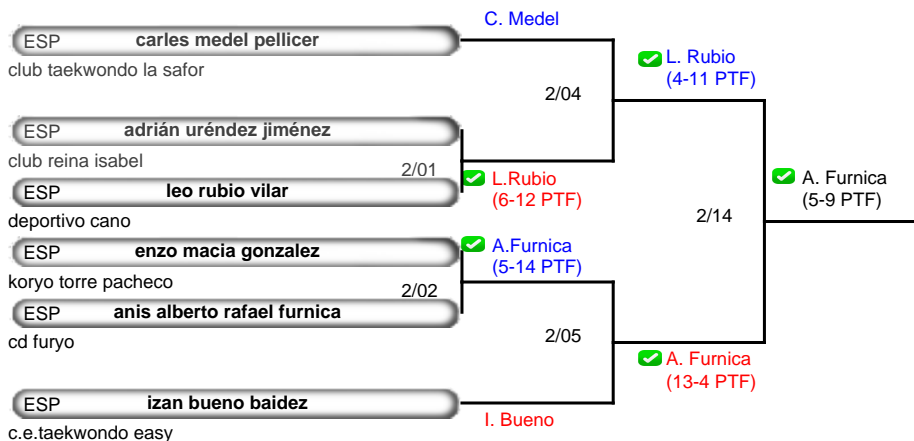 C. Medel
ESP carles medel pellicer
club taekwondo la safor
L. Rubio
(4-11 PTF)
2/04
ESP adrián uréndez jiménez
club reina isabel
2/01
L.Rubio
(6-12 PTF)
ESP leo rubio vilar
deportivo cano
A. Furnica
(5-9 PTF)
2/14
ESP enzo macia gonzalez
koryo torre pacheco
A.Furnica
(5-14 PTF)
2/02
ESP anis alberto rafael furnica
cd furyo
2/05
A. Furnica
(13-4 PTF)
ESP izan bueno baidez
c.e.taekwondo easy
I. Bueno